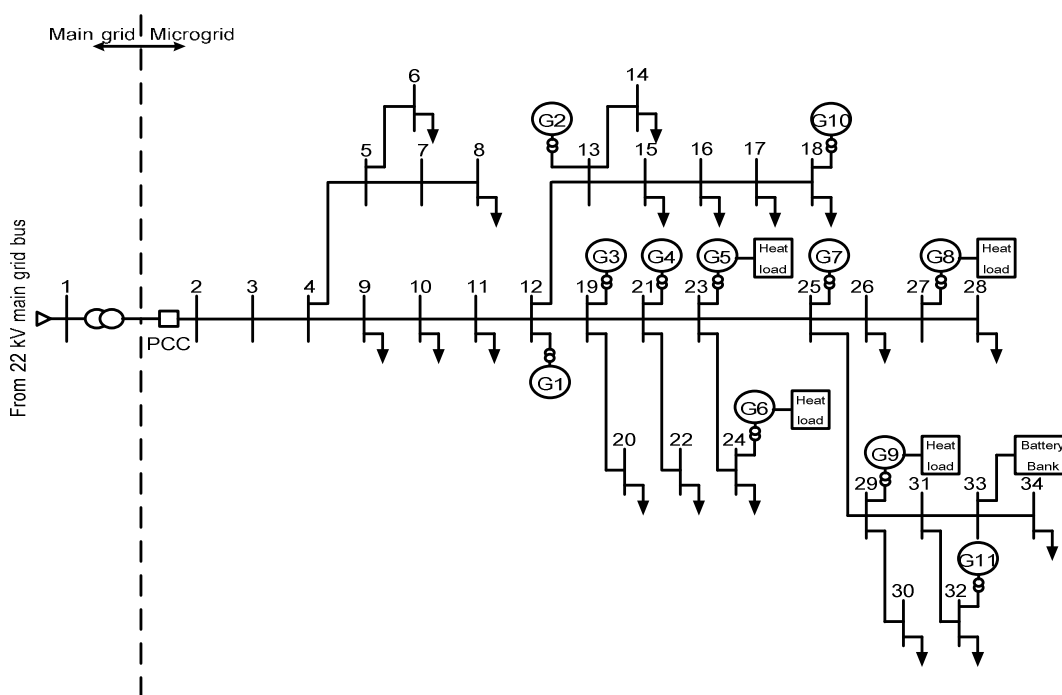 Main grid
Microgrid
6
14
G2
G10
5
7
8
13
15
16
17
18
G3
G4
G5
Heat
load
G7
G8
Heat
load
1
2
3
4
9
10
11
12
19
21
23
25
26
27
28
PCC
G1
From 22 kV main grid bus
G6
Heat
load
20
22
24
G9
Heat
load
Battery
Bank
29
31
33
34
G11
30
32